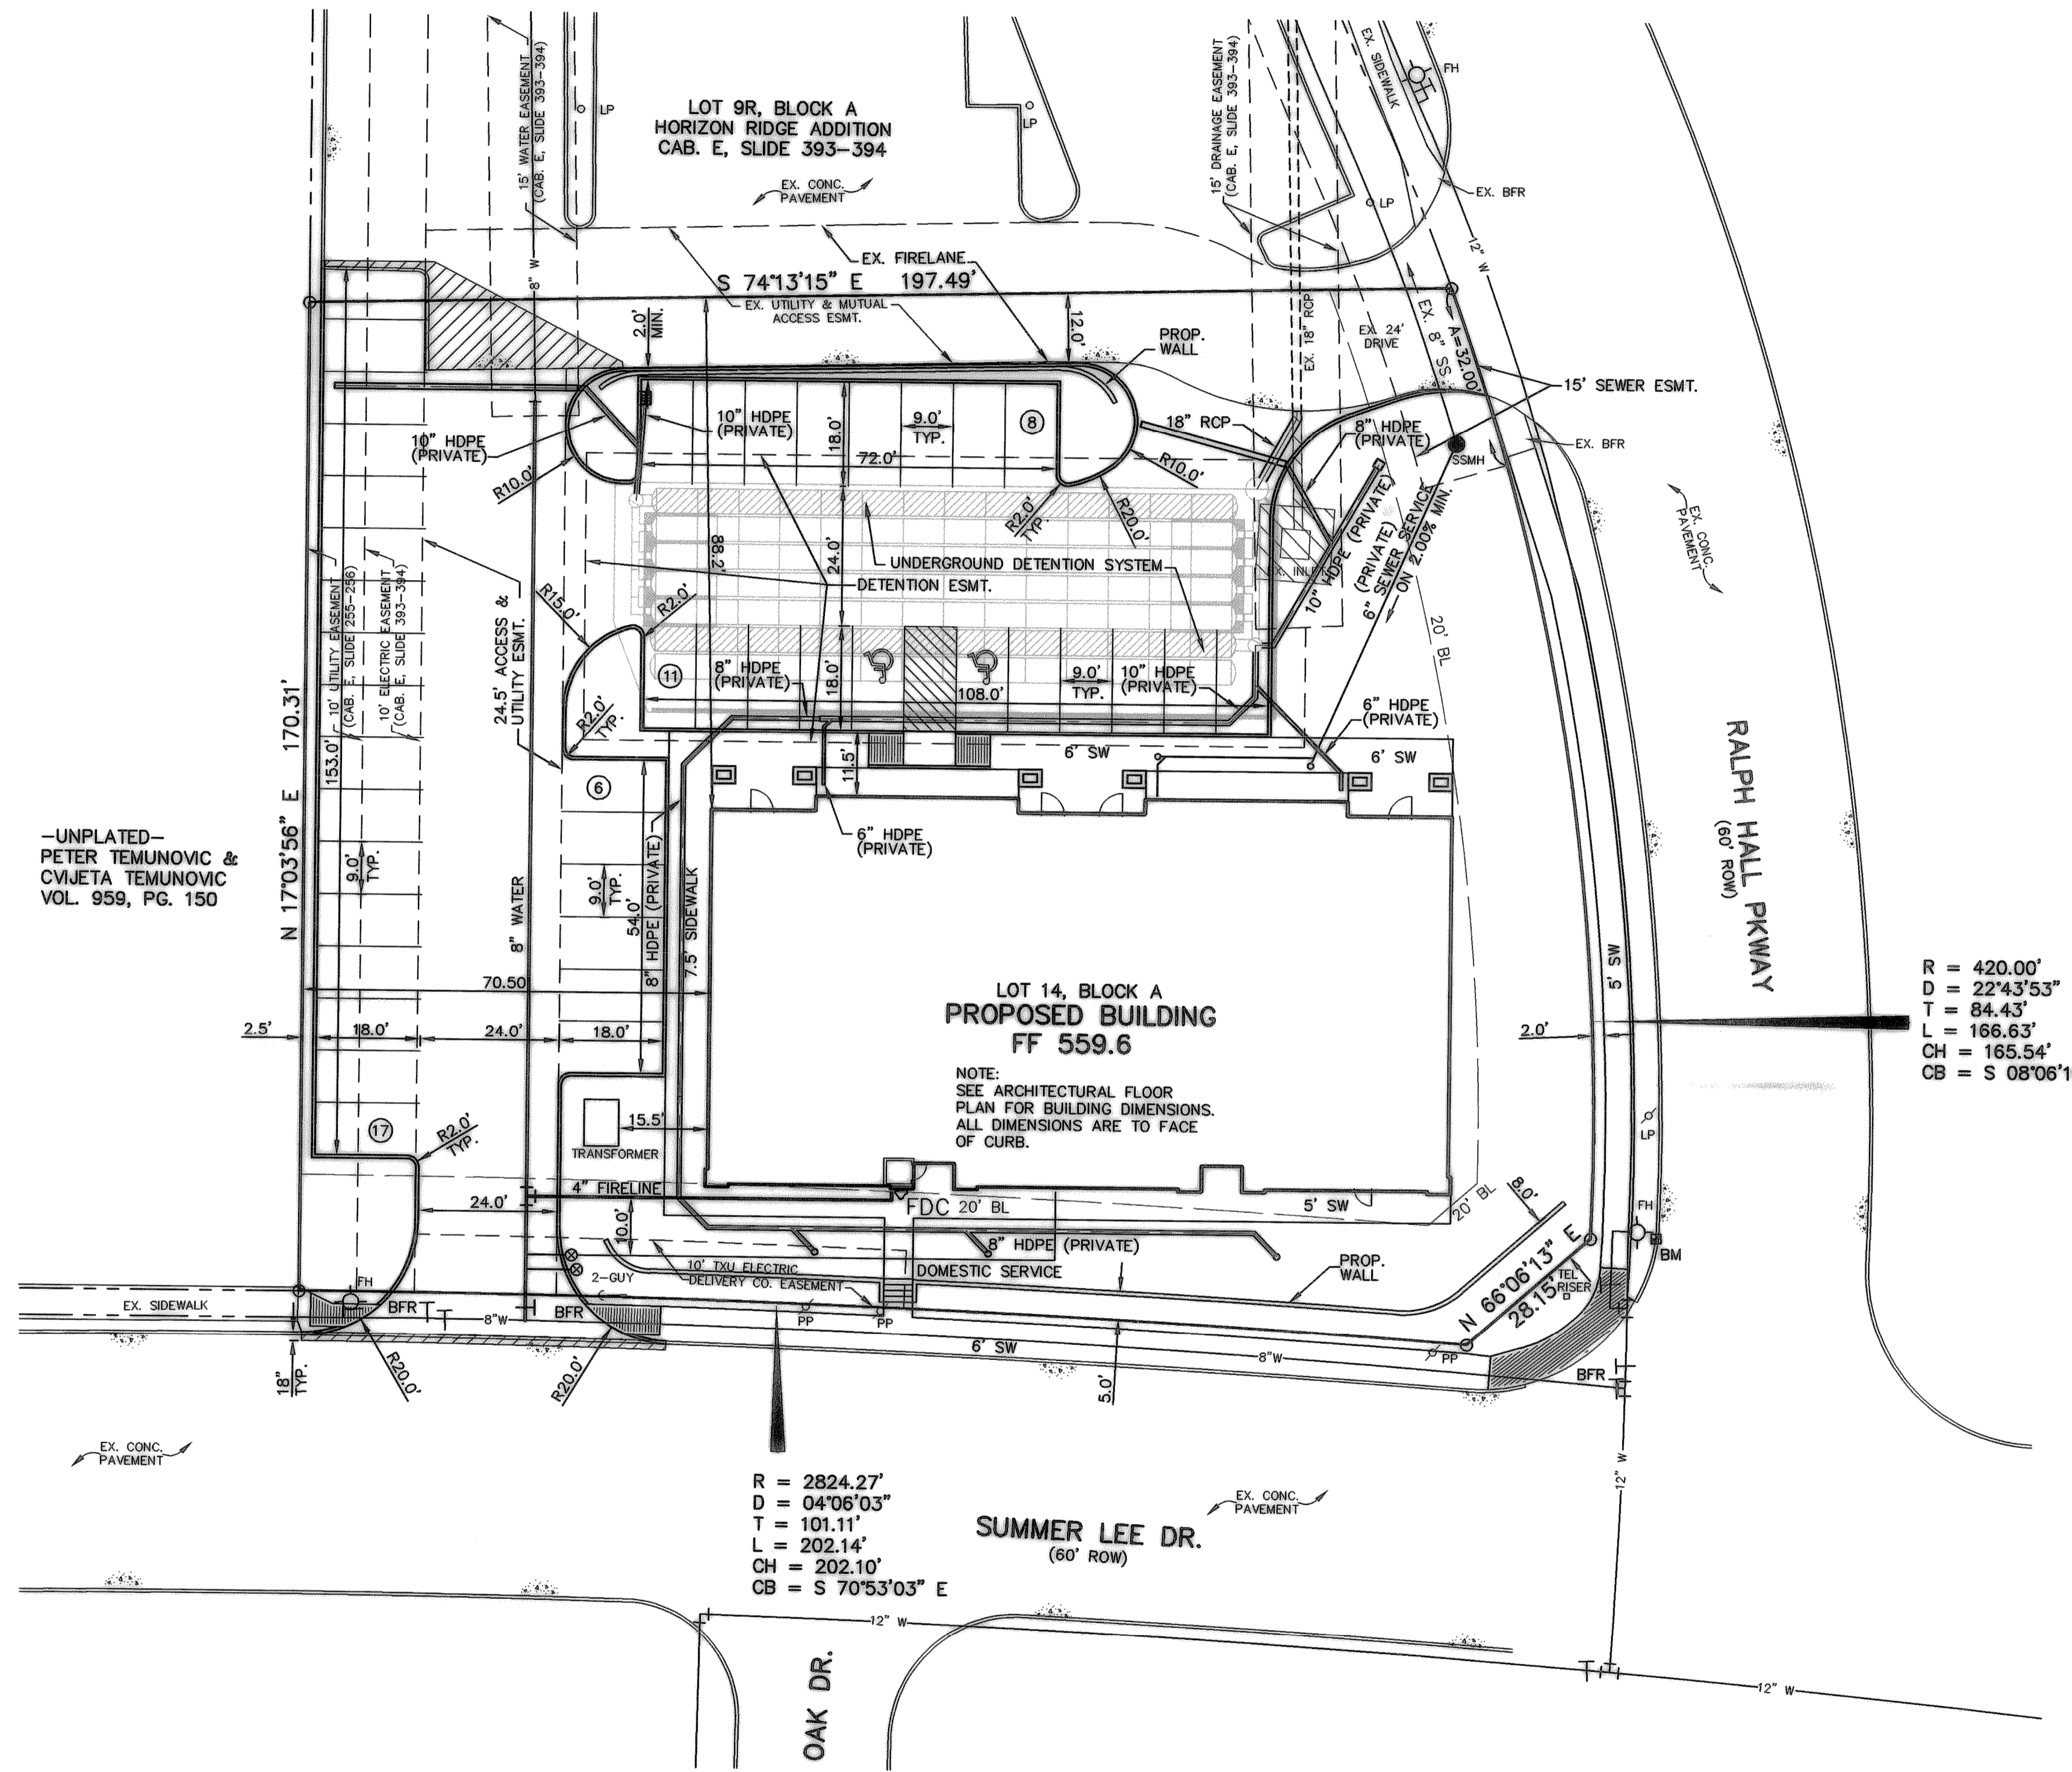 15' WATER EASEMENT
(CAB. E, SLIDE 393-394)
LP
LOT 9R, BLOCK A
HORIZON RIDGE ADDITION
CAB. E, SLIDE 393-394
EX. CONC.
PAVEMENT
LP
15' DRAINAGE EASEMENT
(CAB. E, SLIDE 393-394)
EX. SIDEWALK
FH
LP
EX. BFR
12" W
8" W
EX. FIRELANE
S 74°13'15" E 197.49'
EX. UTILITY & MUTUAL
ACCESS ESMT.
2.0'
MIN.
12.0'
PROP.
WALL
EX. 18" RCP
EX. 24'
DRIVE
EX. 8" SS
A=32.00'
15' SEWER ESMT.
10" HDPE
(PRIVATE)
10" HDPE
(PRIVATE)
18.0'
9.0'
TYP.
8
18" RCP
8" HDPE
(PRIVATE)
EX. BFR
SSMH
72.0'
R10.0'
R10.0'
R2.0'
TYP.
R20.0'
10" HDPE (PRIVATE)
6" SEWER SERVICE
(PRIVATE)
ON 2.00% MIN.
EX. CONC.
PAVEMENT
88.2'
24.0'
UNDERGROUND DETENTION SYSTEM
DETENTION ESMT.
EX. INLET
R15.0'
R2.0'
20' BL
10' UTILITY EASEMENT
(CAB. E, SLIDE 255-256)
10' ELECTRIC EASEMENT
(CAB. E, SLIDE 393-394)
24.5' ACCESS &
UTILITY ESMT.
11
8" HDPE
(PRIVATE)
18.0'
9.0'
TYP.
10" HDPE
(PRIVATE)
108.0'
6" HDPE
(PRIVATE)
R2.0'
TYP.
N 17°03'56" E 170.31'
153.0'
11.5'
6' SW
6' SW
6
RALPH HALL PKWAY
(60' ROW)
-UNPLATED-
PETER TEMUNOVIC &
CVIJETA TEMUNOVIC
VOL. 959, PG. 150
9.0'
TYP.
6" HDPE
(PRIVATE)
8" WATER
9.0'
TYP.
54.0'
8" HDPE (PRIVATE)
7.5' SIDEWALK
5' SW
70.50'
LOT 14, BLOCK A
PROPOSED BUILDING
FF 559.6
NOTE:
SEE ARCHITECTURAL FLOOR
PLAN FOR BUILDING DIMENSIONS.
ALL DIMENSIONS ARE TO FACE
OF CURB.
R = 420.00'
D = 22°43'53"
T = 84.43'
L = 166.63'
CH = 165.54'
CB = S 08°06'1
2.5'
18.0'
24.0'
18.0'
2.0'
LP
17
R2.0'
TYP.
15.5'
TRANSFORMER
4" FIRELINE
24.0'
10.0'
FDC
20' BL
5' SW
20' BL
8.0'
FH
BM
8" HDPE (PRIVATE)
10' TXU ELECTRIC
DELIVERY CO. EASEMENT
DOMESTIC SERVICE
PROP.
WALL
N 66°06'13" E
28.15'
TEL
RISER
2-GUY
FH
EX. SIDEWALK
BFR
8"W
BFR
PP
PP
6' SW
8"W
PP
BFR
18"
TYP.
R20.0'
R20.0'
5.0'
EX. CONC.
PAVEMENT
12" W
R = 2824.27'
D = 04°06'03"
T = 101.11'
L = 202.14'
CH = 202.10'
CB = S 70°53'03" E
SUMMER LEE DR.
(60' ROW)
EX. CONC.
PAVEMENT
12" W
12" W
OAK DR.